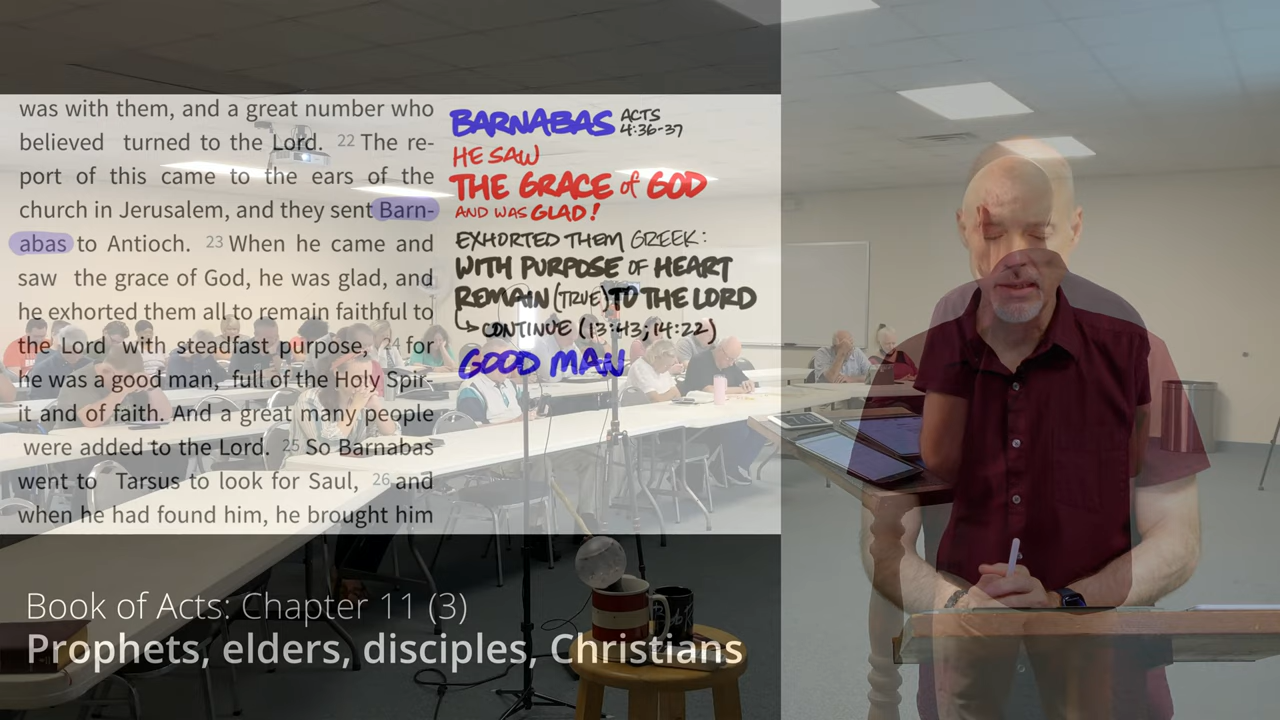 was with them, and a great number who
believed turned to the Lord. 22 The re-
port of this came to the ears of the
church in Jerusalem, and they sent Barn-
abas to Antioch. 23 When he came and
saw the grace of God, he was glad, and
he exhorted them all to remain faithful to
the Lord with steadfast purpose, 24 for
he was a good man, full of the Holy Spir-
it and of faith. And a great many people
were added to the Lord. 25 So Barnabas
went to Tarsus to look for Saul, 26 and
when he had found him, he brought him
BARNABAS ACTS
4:36-37
HE SAW
THE GRACE of GOD
AND WAS GLAD!
EXHORTED THEM GREEK:
WITH PURPOSE OF HEART
REMAIN (TRUE) TO THE LORD
CONTINUE (13:43; 14:22)
GOOD MAN
Book of Acts: Chapter 11 (3)
Prophets, elders, disciples, Christians